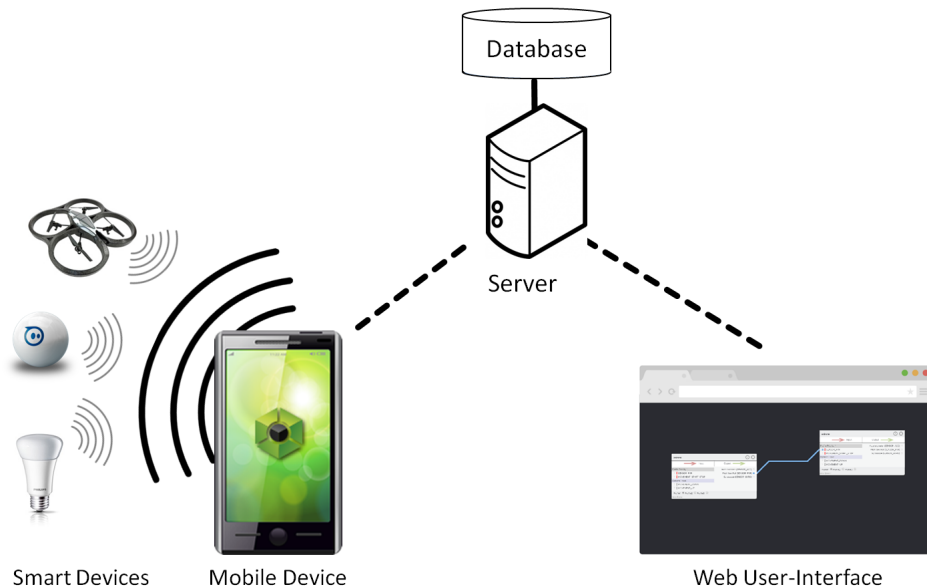 Database
Server
Smart Devices
Mobile Device
Web User-Interface